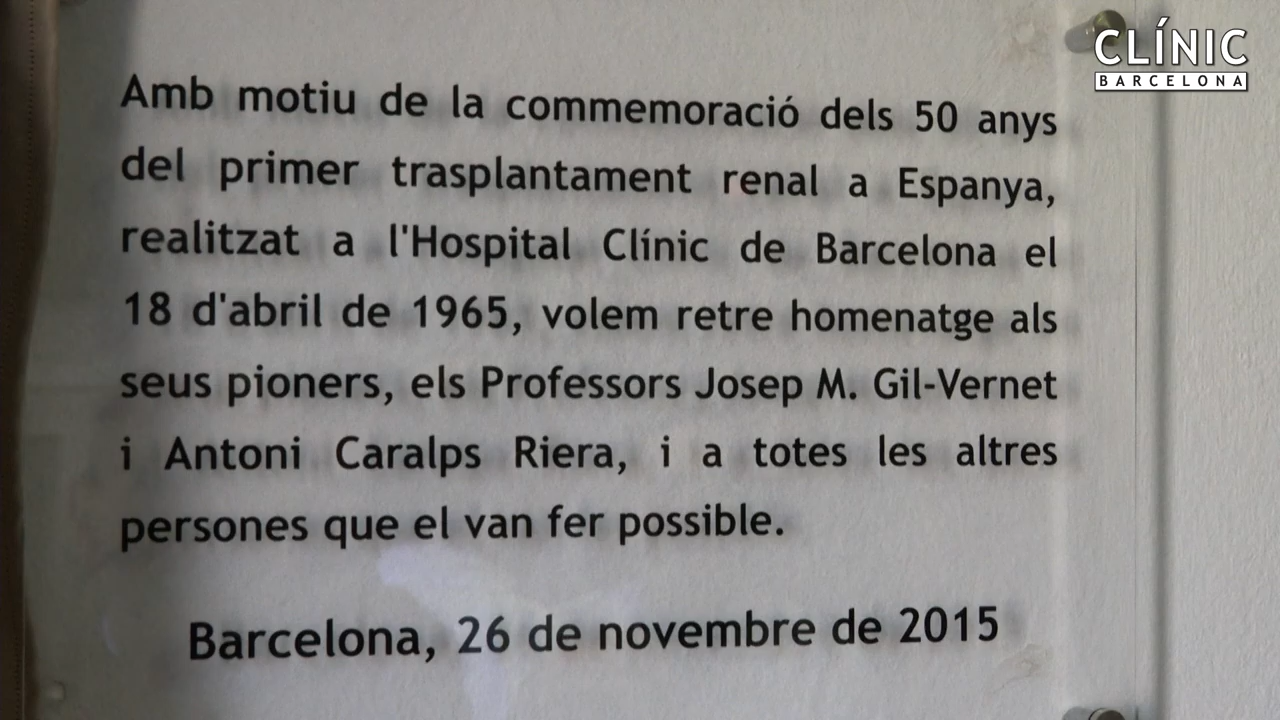 CLÍNIC
BARCELONA
Amb motiu de la commemoració dels 50 anys
del primer trasplantament renal a Espanya,
realitzat a l'Hospital Clínic de Barcelona el
18 d'abril de 1965, volem retre homenatge als
seus pioners, els Professors Josep M. Gil-Vernet
i Antoni Caralps Riera, i a totes les altres
persones que el van fer possible.
Barcelona, 26 de novembre de 2015